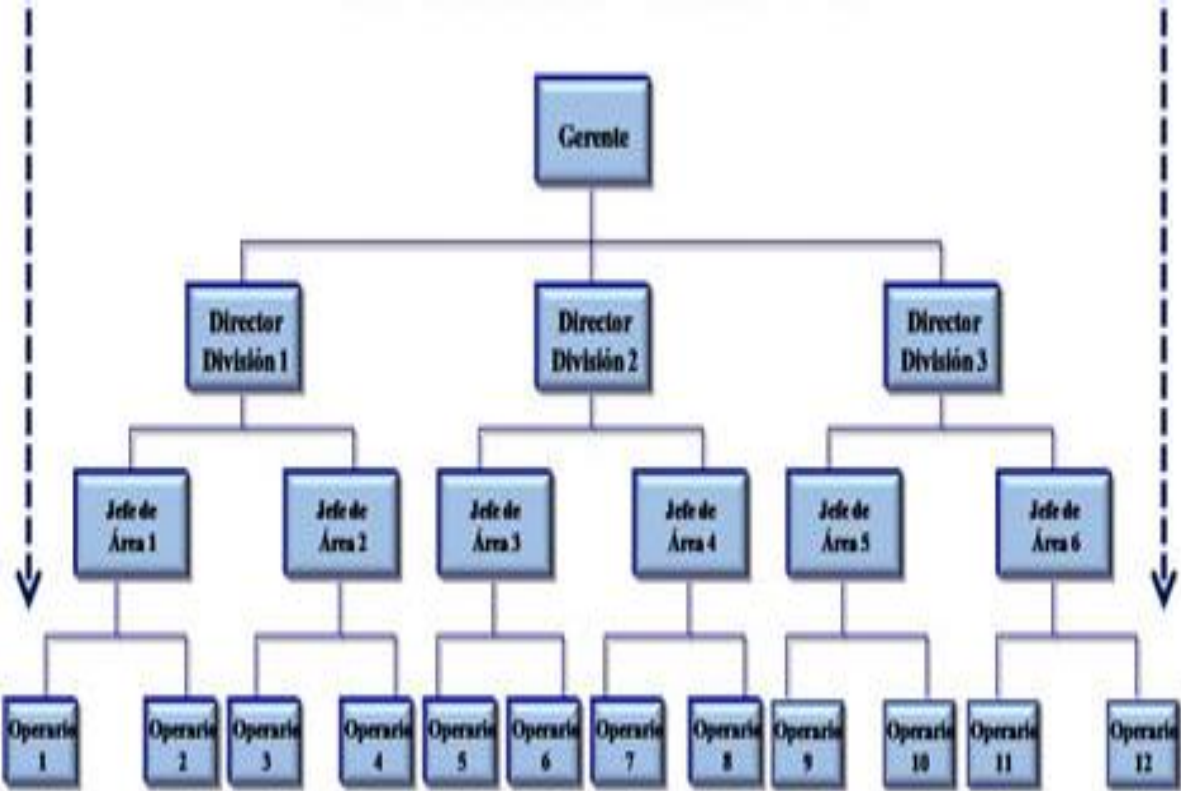 Gerente
Director
División 1
Director
División 2
Director
División 3
Jefe de
Área 1
Jefe de
Área 2
Jefe de
Área 3
Jefe de
Área 4
Jefe de
Área 5
Jefe de
Área 6
Operario
1
Operario
2
Operario
3
Operario
4
Operario
5
Operario
6
Operario
7
Operario
8
Operario
9
Operario
10
Operario
11
Operario
12